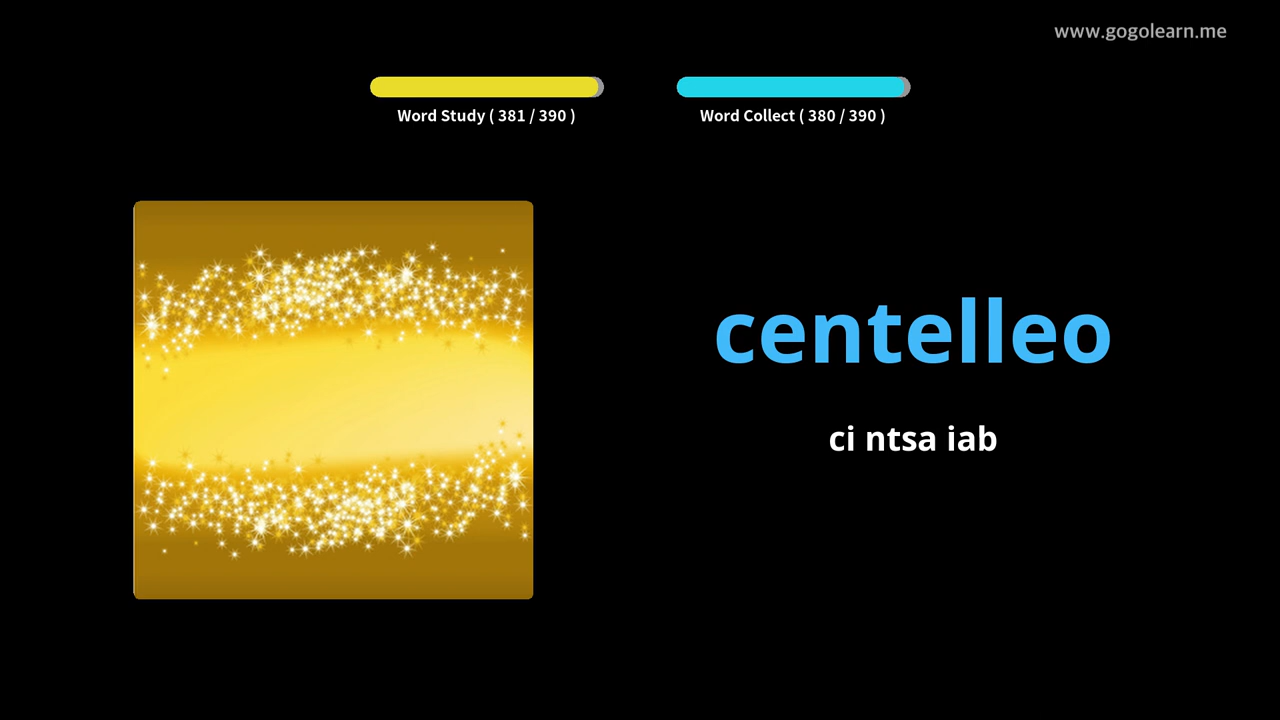 www.gogolearn.me
Word Study ( 381 / 390 )
Word Collect ( 380 / 390 )
centelleo
ci ntsa iab